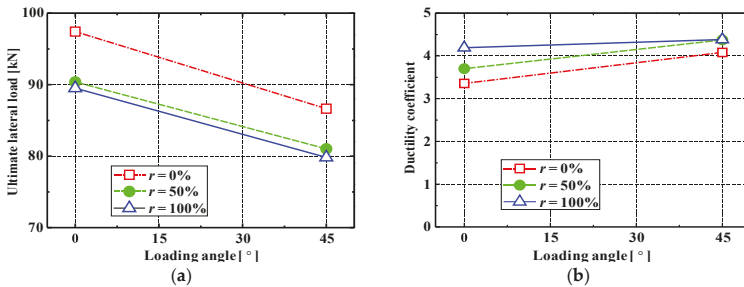 100
90
80
70
Ultimate lateral load [kN]
r = 0%
r = 50%
r = 100%
0 15 30 45
Loading angle [ ° ]
(a)
5
4
3
2
1
0
Ductility coefficient
r = 0%
r = 50%
r = 100%
0 15 30 45
Loading angle [ ° ]
(b)